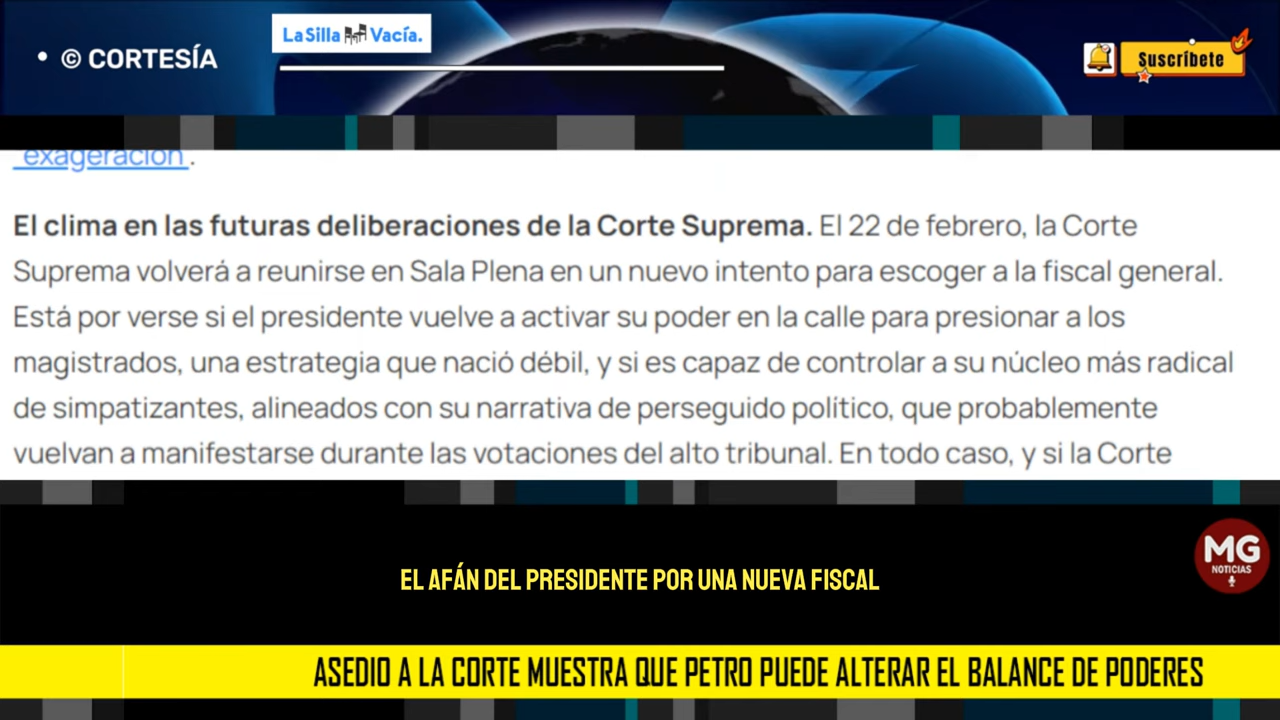 • © CORTESÍA
La Silla Vacía.
Suscríbete
"exageración".
El clima en las futuras deliberaciones de la Corte Suprema. El 22 de febrero, la Corte
Suprema volverá a reunirse en Sala Plena en un nuevo intento para escoger a la fiscal general.
Está por verse si el presidente vuelve a activar su poder en la calle para presionar a los
magistrados, una estrategia que nació débil, y si es capaz de controlar a su núcleo más radical
de simpatizantes, alineados con su narrativa de perseguido político, que probablemente
vuelvan a manifestarse durante las votaciones del alto tribunal. En todo caso, y si la Corte
MG
NOTICIAS
EL AFÁN DEL PRESIDENTE POR UNA NUEVA FISCAL
ASEDIO A LA CORTE MUESTRA QUE PETRO PUEDE ALTERAR EL BALANCE DE PODERES